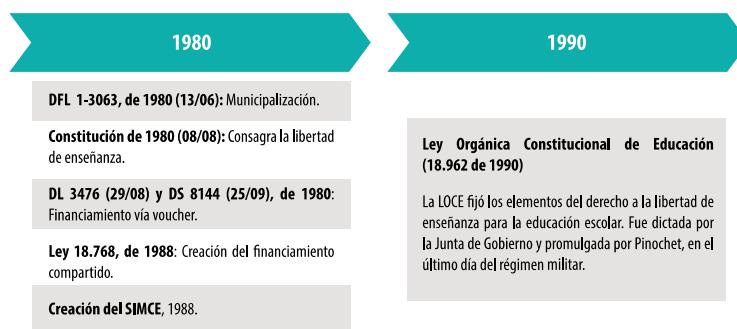 1980
DFL 1-3063, de 1980 (13/06): Municipalización.
Constitución de 1980 (08/08): Consagra la libertad
de enseñanza.
DL 3476 (29/08) y DS 8144 (25/09), de 1980:
Financiamiento vía voucher.
Ley 18.768, de 1988: Creación del financiamiento
compartido.
Creación del SIMCE, 1988.
1990
Ley Orgánica Constitucional de Educación
(18.962 de 1990)
La LOCE fijó los elementos del derecho a la libertad de
enseñanza para la educación escolar. Fue dictada por
la Junta de Gobierno y promulgada por Pinochet, en el
último día del régimen militar.